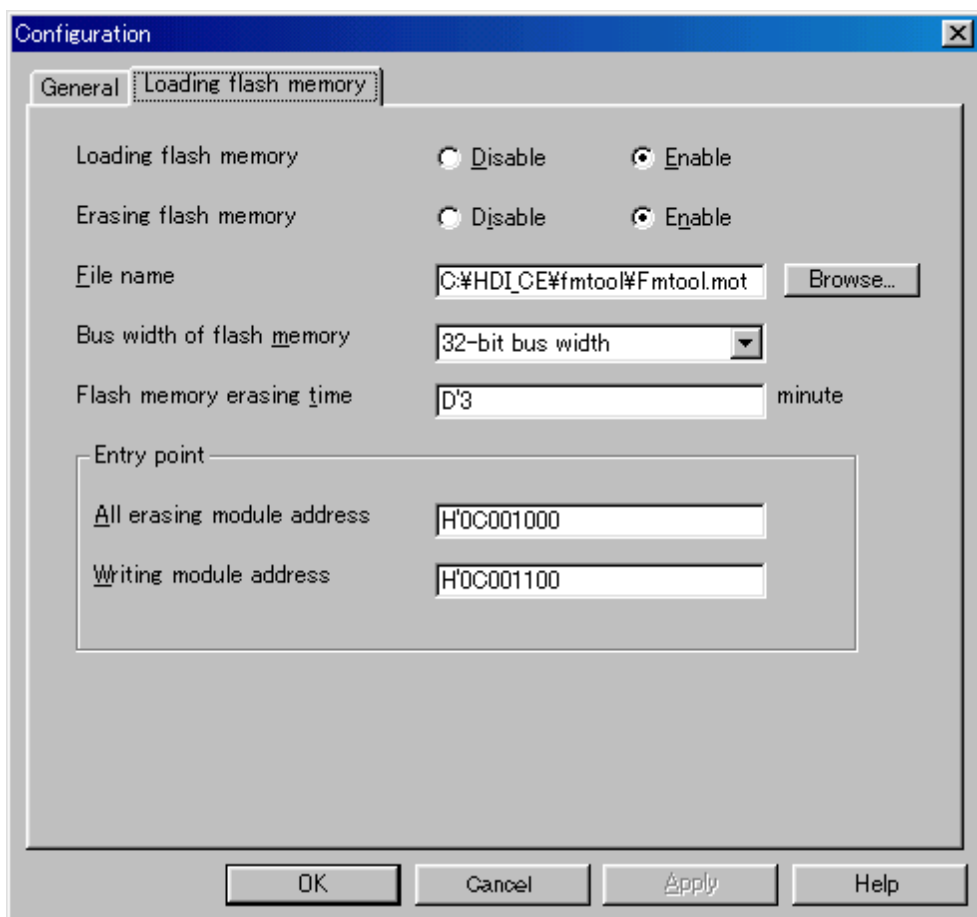 Configuration
General Loading flash memory
Loading flash memory Disable Enable
Erasing flash memory Disable Enable
File name C:¥HDI_CE¥fmtool¥Fmtool.mot Browse...
Bus width of flash memory 32-bit bus width
Flash memory erasing time D'3 minute
Entry point
All erasing module address H'0C001000
Writing module address H'0C001100
OK Cancel Apply Help